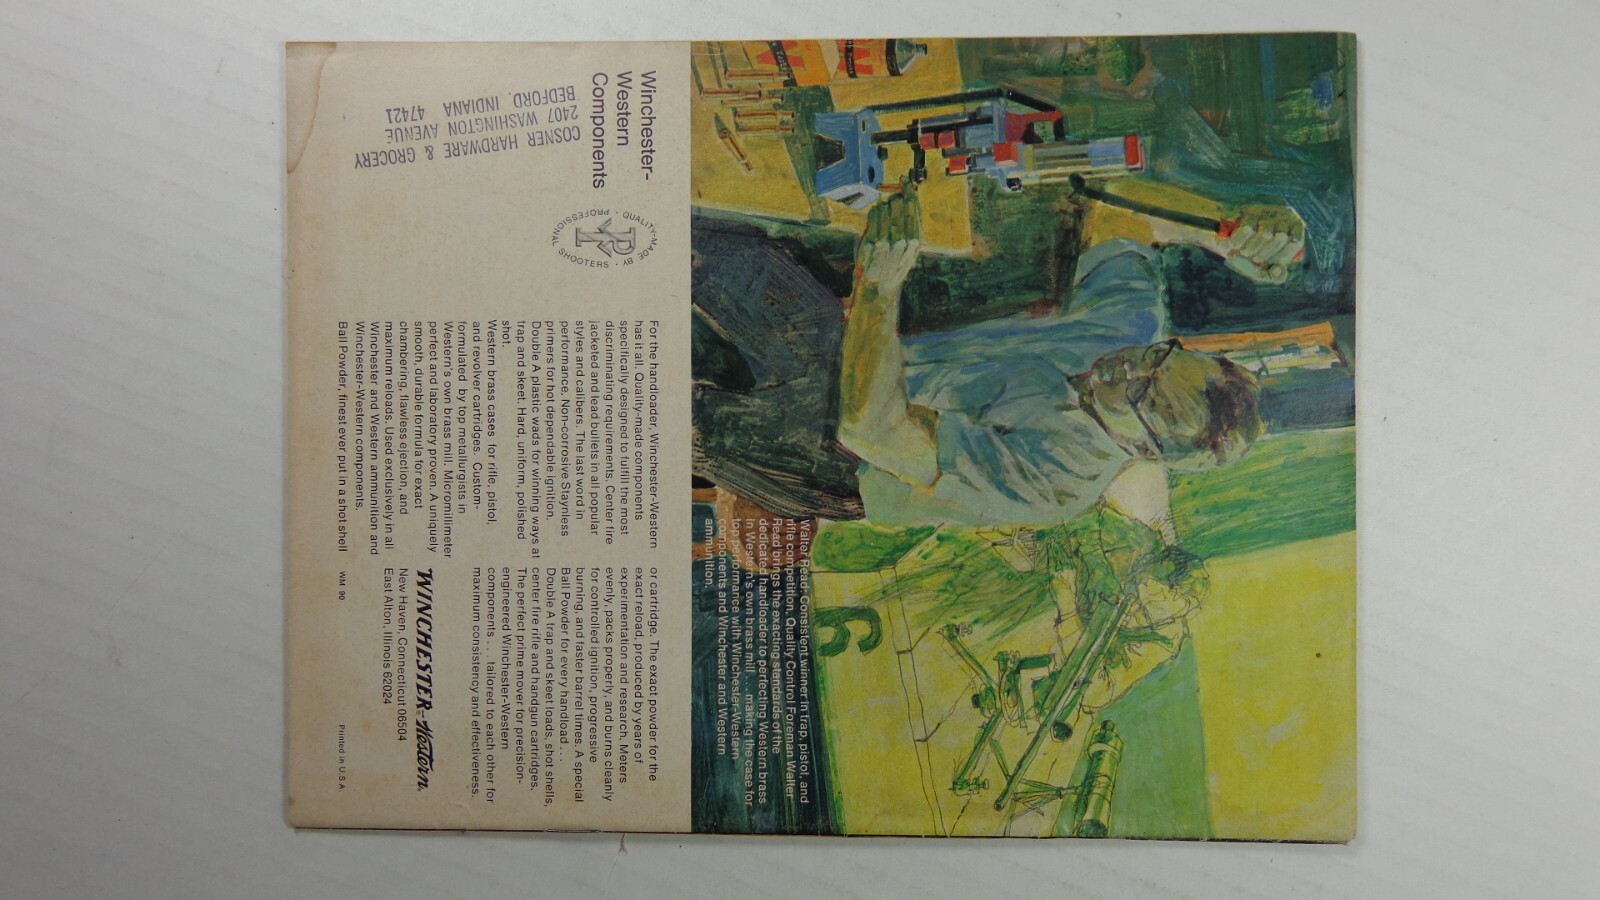 Walter Read: Consistent winner in trap, pistol, and
rifle competition. Quality Control Foreman Walter
Read brings the exacting standards of the
dedicated handloader to perfecting Western brass
in Western's own brass mill . . . making the case for
top performance with Winchester-Western
components and Winchester and Western
ammunition.
Winchester-
Western
Components
QUALITY-MADE BY PROFESSIONAL SHOOTERS
COSNER HARDWARE & GROCERY
2407 WASHINGTON AVENUE
BEDFORD, INDIANA 47421
For the handloader, Winchester-Western
has it all. Quality-made components
specifically designed to fulfill the most
discriminating requirements. Center fire
jacketed and lead bullets in all popular
styles and calibers. The last word in
performance. Non-corrosive Staynless
primers for hot dependable ignition.
Double A plastic wads for winning ways at
trap and skeet. Hard, uniform, polished
shot.
Western brass cases for rifle, pistol,
and revolver cartridges. Custom-
formulated by top metallurgists in
Western's own brass mill. Micromillimeter
perfect and laboratory proven. A uniquely
smooth, durable formula for exact
chambering, flawless ejection, and
maximum reloads. Used exclusively in all
Winchester and Western ammunition and
Winchester-Western components.
Ball Powder, finest ever put in a shot shell
or cartridge. The exact powder for the
exact reload, produced by years of
experimentation and research. Meters
evenly, packs properly, and burns cleanly
for controlled ignition, progressive
burning, and faster barrel times. A special
Ball Powder for every handload . . .
Double A trap and skeet loads, shot shells,
center fire rifle and handgun cartridges.
The perfect prime mover for precision-
engineered Winchester-Western
components . . . tailored to each other for
maximum consistency and effectiveness.
WINCHESTER-Western
New Haven, Connecticut 06504
East Alton, Illinois 62024
WM 90
Printed in U.S.A.